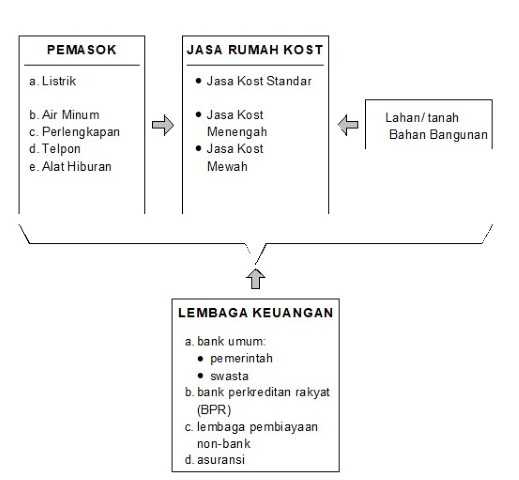 PEMASOK
a. Listrik
b. Air Minum
c. Perlengkapan
d. Telpon
e. Alat Hiburan
JASA RUMAH KOST
● Jasa Kost Standar
● Jasa Kost
Menengah
● Jasa Kost
Mewah
Lahan/ tanah
Bahan Bangunan
LEMBAGA KEUANGAN
a. bank umum:
● pemerintah
● swasta
b. bank perkreditan rakyat
(BPR)
c. lembaga pembiayaan
non-bank
d. asuransi